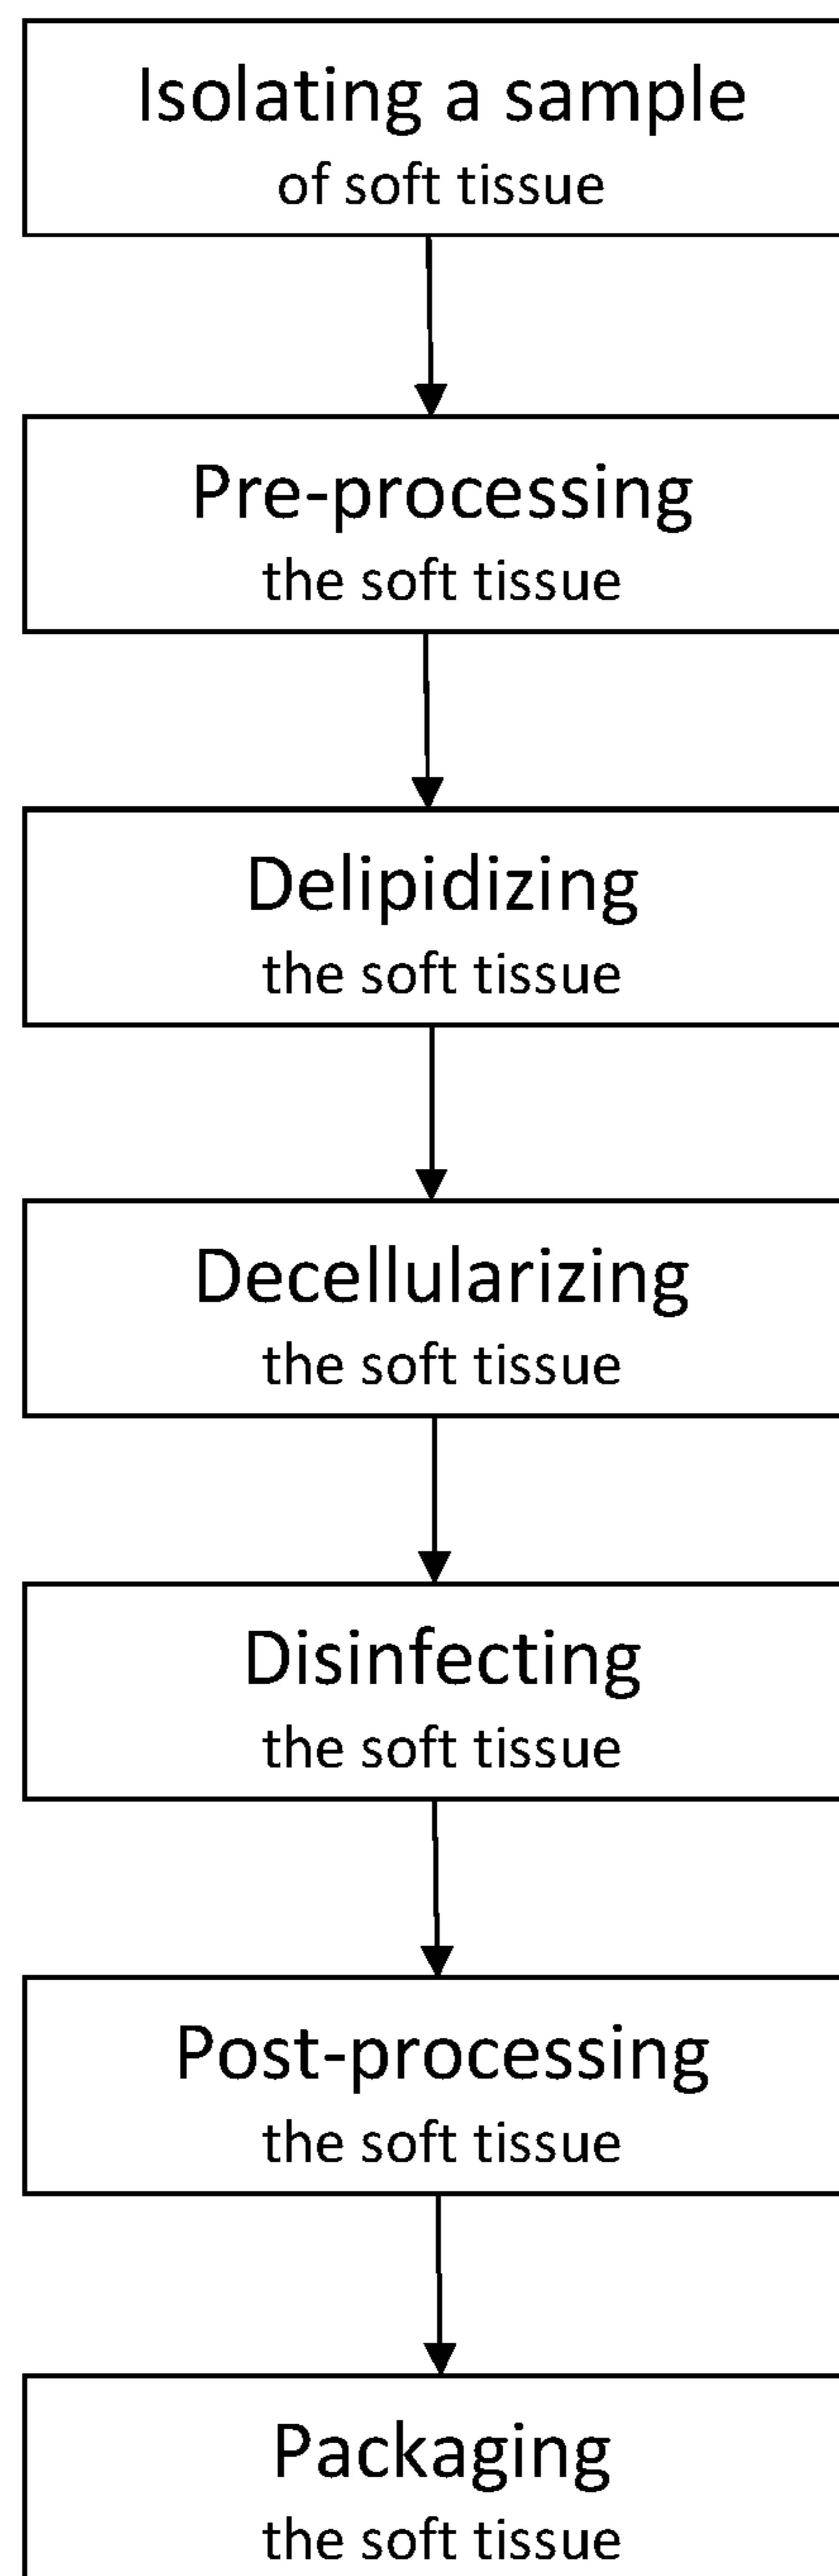 Isolating a sample
of soft tissue
Pre-processing
the soft tissue
Delipidizing
the soft tissue
Decellularizing
the soft tissue
Disinfecting
the soft tissue
Post-processing
the soft tissue
Packaging
the soft tissue